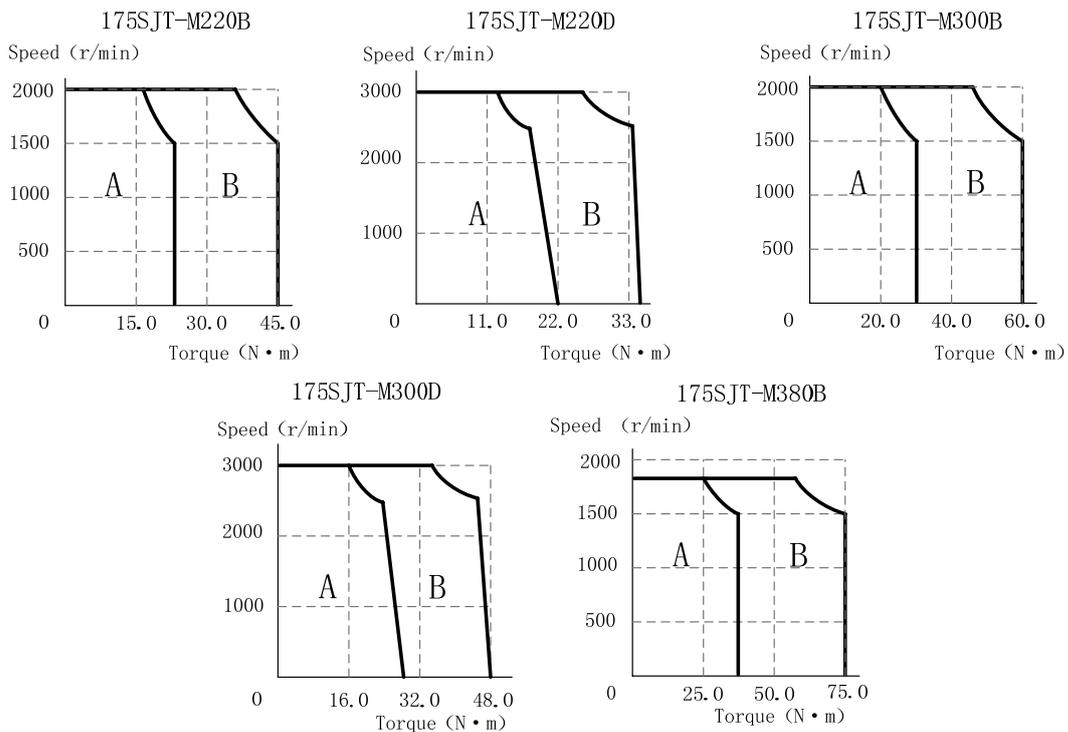 175SJT-M220B
Speed (r/min)
2000
1500
1000
500
0
A
B
15.0 30.0 45.0
Torque (N·m)
175SJT-M220D
Speed (r/min)
3000
2000
1000
0
A
B
11.0 22.0 33.0
Torque (N·m)
175SJT-M300B
Speed (r/min)
2000
1500
1000
500
0
A
B
20.0 40.0 60.0
Torque (N·m)
175SJT-M300D
Speed (r/min)
3000
2000
1000
0
A
B
16.0 32.0 48.0
Torque (N·m)
175SJT-M380B
Speed (r/min)
2000
1500
1000
500
0
A
B
25.0 50.0 75.0
Torque (N·m)